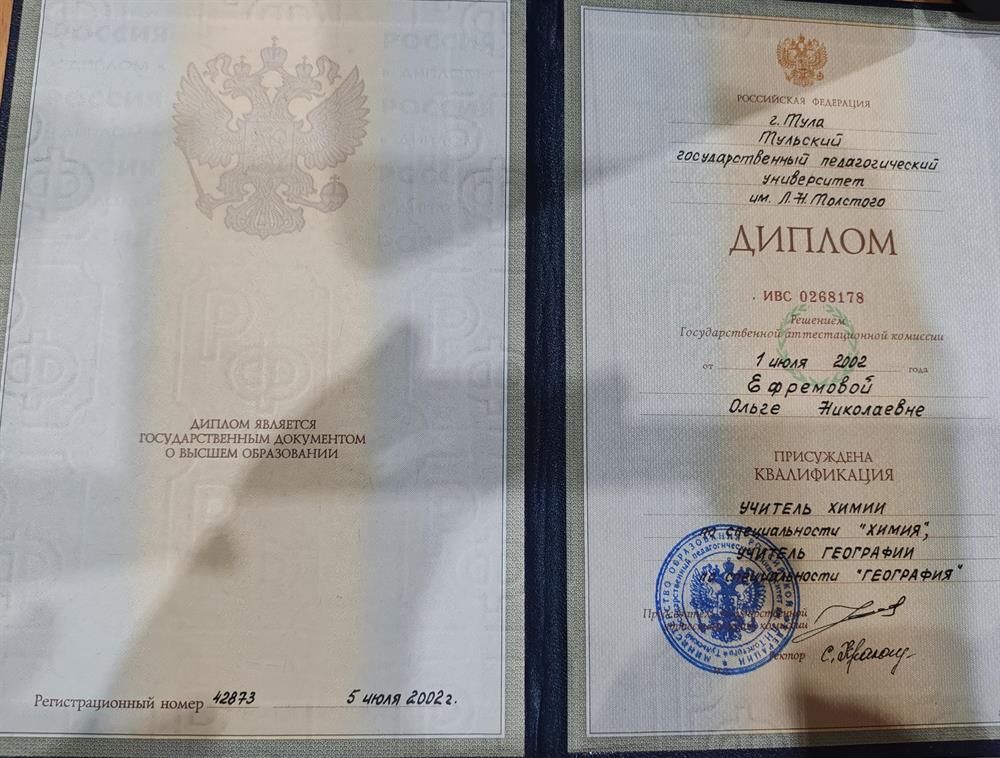 ДИПЛОМ ЯВЛЯЕТСЯ
ГОСУДАРСТВЕННЫМ ДОКУМЕНТОМ
О ВЫСШЕМ ОБРАЗОВАНИИ
Регистрационный номер 42873 5 июля 2002г.
РОССИЙСКАЯ ФЕДЕРАЦИЯ
г. Тула
Тульский
государственный педагогический
университет
им. Л.Н.Толстого
ДИПЛОМ
ИВС 0268178
Решением
Государственной аттестационной комиссии
от 1 июля 2002 года
Ефремовой
Ольге Николаевне
ПРИСУЖДЕНА
КВАЛИФИКАЦИЯ
УЧИТЕЛЬ ХИМИИ
по специальности "ХИМИЯ",
УЧИТЕЛЬ ГЕОГРАФИИ
по специальности "ГЕОГРАФИЯ"
Ректор